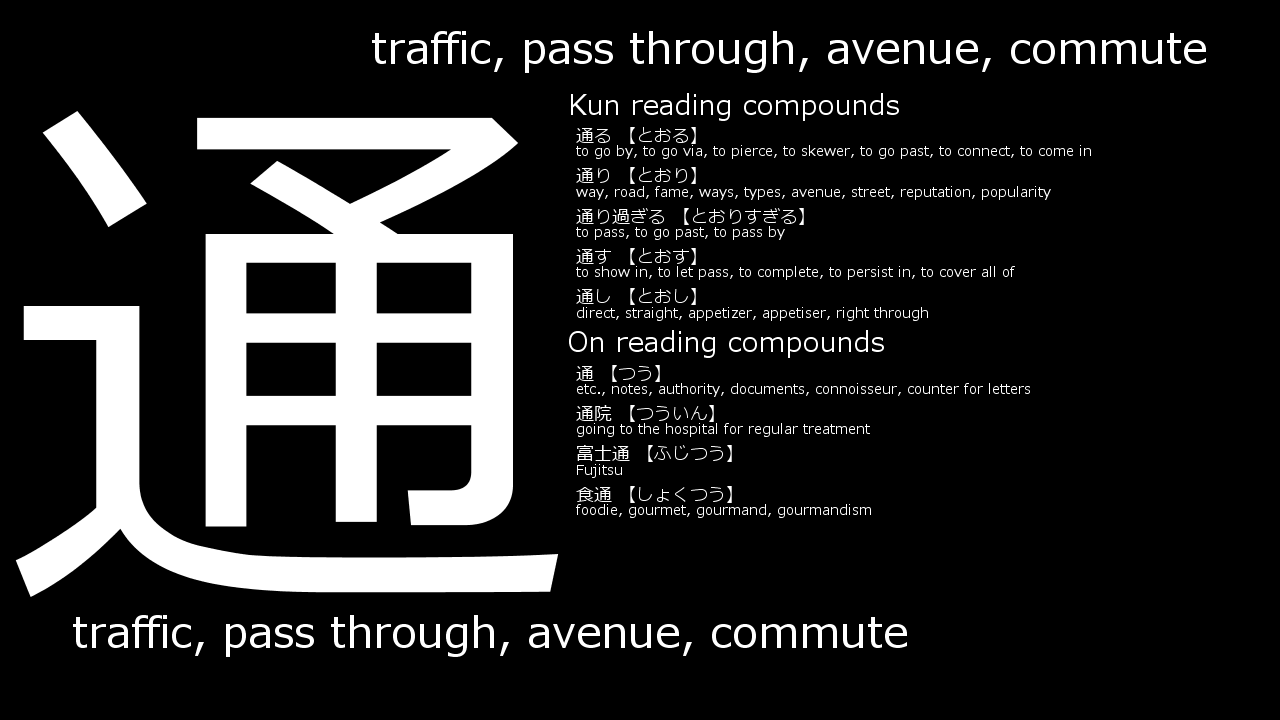 traffic, pass through, avenue, commute
通
Kun reading compounds
通る 【とおる】
to go by, to go via, to pierce, to skewer, to go past, to connect, to come in
通り 【とおり】
way, road, fame, ways, types, avenue, street, reputation, popularity
通り過ぎる 【とおりすぎる】
to pass, to go past, to pass by
通す 【とおす】
to show in, to let pass, to complete, to persist in, to cover all of
通し 【とおし】
direct, straight, appetizer, appetiser, right through
On reading compounds
通 【つう】
etc., notes, authority, documents, connoisseur, counter for letters
通院 【つういん】
going to the hospital for regular treatment
富士通 【ふじつう】
Fujitsu
食通 【しょくつう】
foodie, gourmet, gourmand, gourmandism
traffic, pass through, avenue, commute